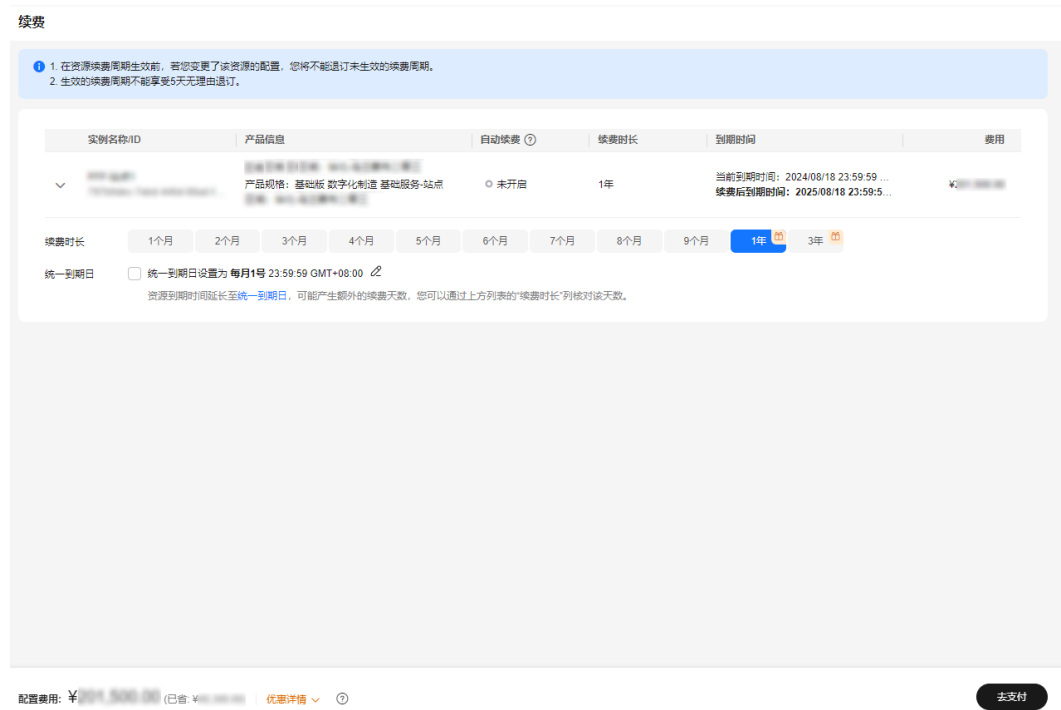 续费
1. 在资源续费周期生效前，若您变更了该资源的配置，您将不能退订未生效的续费周期。
2. 生效的续费周期不能享受5天无理由退订。
实例名称/ID 产品信息 自动续费 ? 续费时长 到期时间 费用
产品规格：基础版 数字化制造 基础服务-站点
未开启
1年
当前到期时间：2024/08/18 23:59:59 ...
续费后到期时间：2025/08/18 23:59:5...
¥
续费时长 1个月 2个月 3个月 4个月 5个月 6个月 7个月 8个月 9个月 1年 3年
统一到期日 统一到期日设置为 每月1号 23:59:59 GMT+08:00
资源到期时间延长至统一到期日，可能产生额外的续费天数，您可以通过上方列表的“续费时长”列核对该天数。
配置费用: ¥ (已省: ¥ 优惠详情 ? 去支付